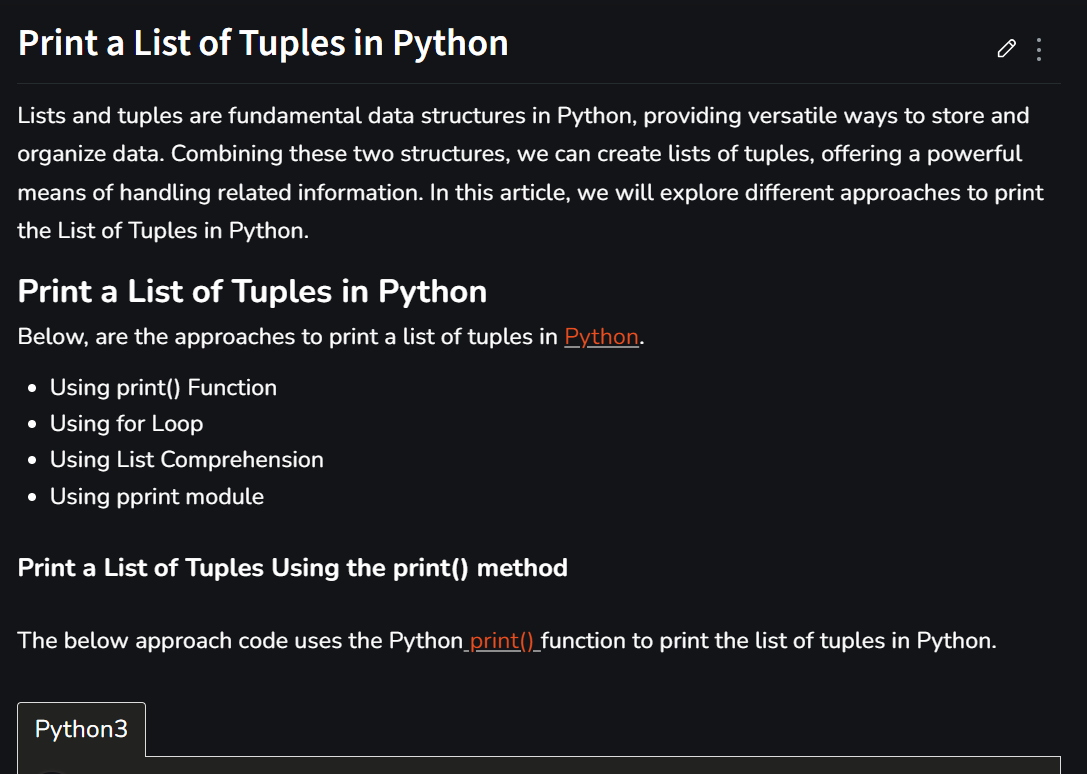 Print a List of Tuples in Python
Lists and tuples are fundamental data structures in Python, providing versatile ways to store and
organize data. Combining these two structures, we can create lists of tuples, offering a powerful
means of handling related information. In this article, we will explore different approaches to print
the List of Tuples in Python.
Print a List of Tuples in Python
Below, are the approaches to print a list of tuples in Python.
• Using print() Function
• Using for Loop
• Using List Comprehension
• Using pprint module
Print a List of Tuples Using the print() method
The below approach code uses the Python print() function to print the list of tuples in Python.
Python3